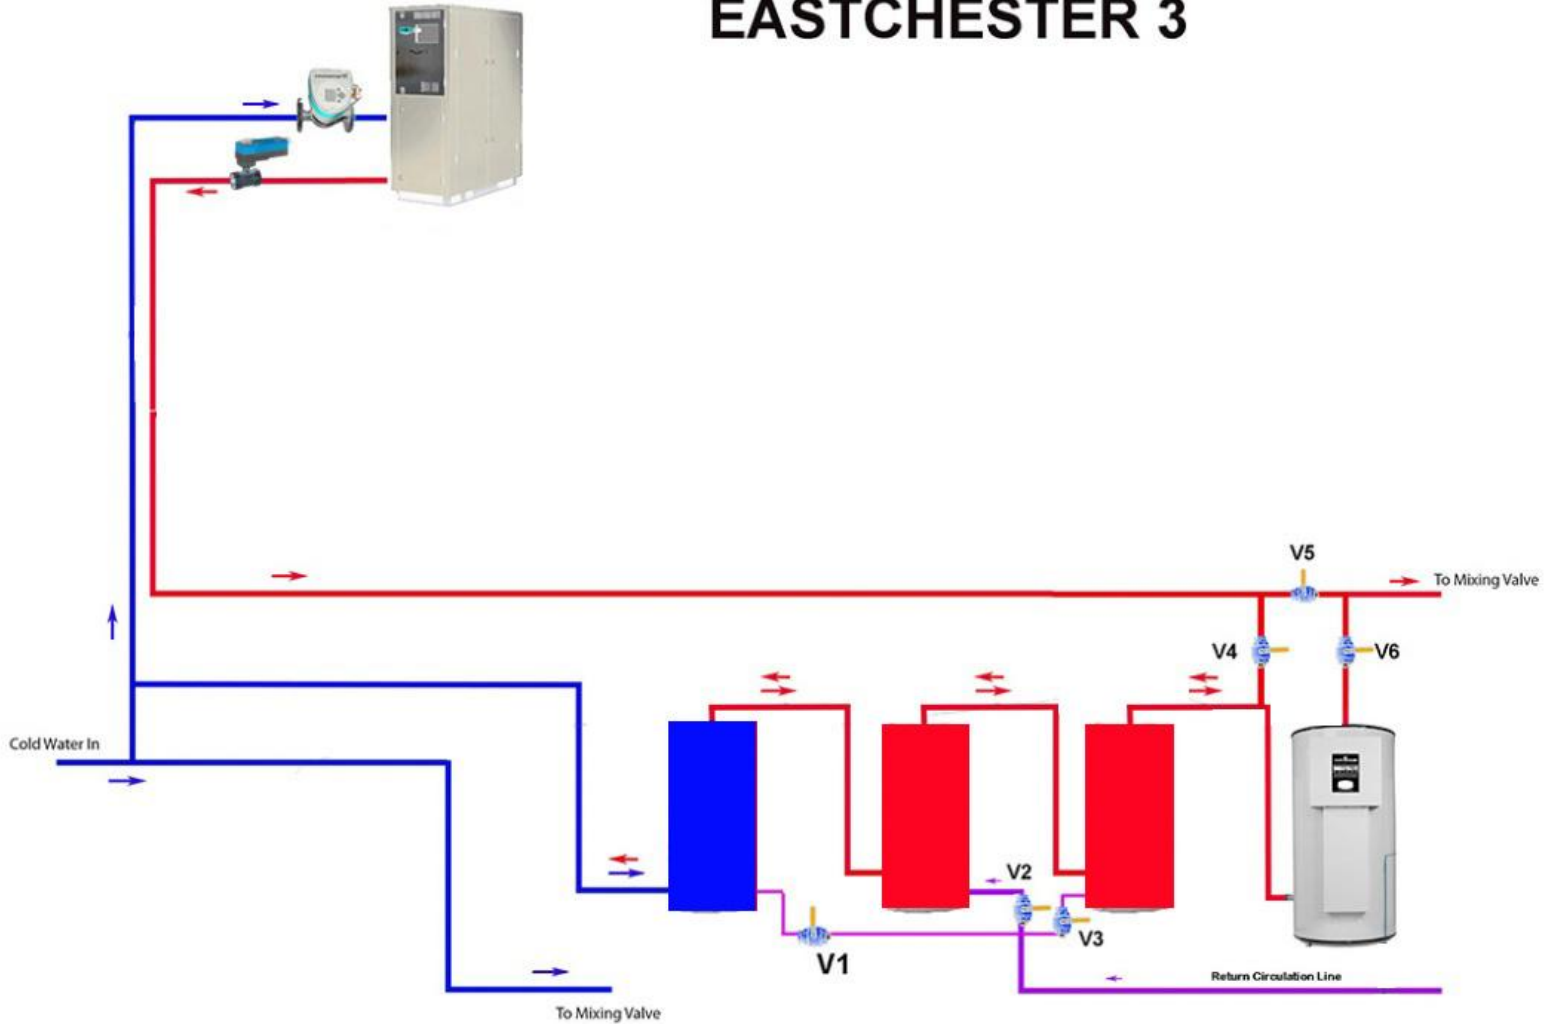 EASTCHESTER 3
V5
To Mixing Valve
V4
V6
Cold Water In
V2
V3
V1
Return Circulation Line
To Mixing Valve